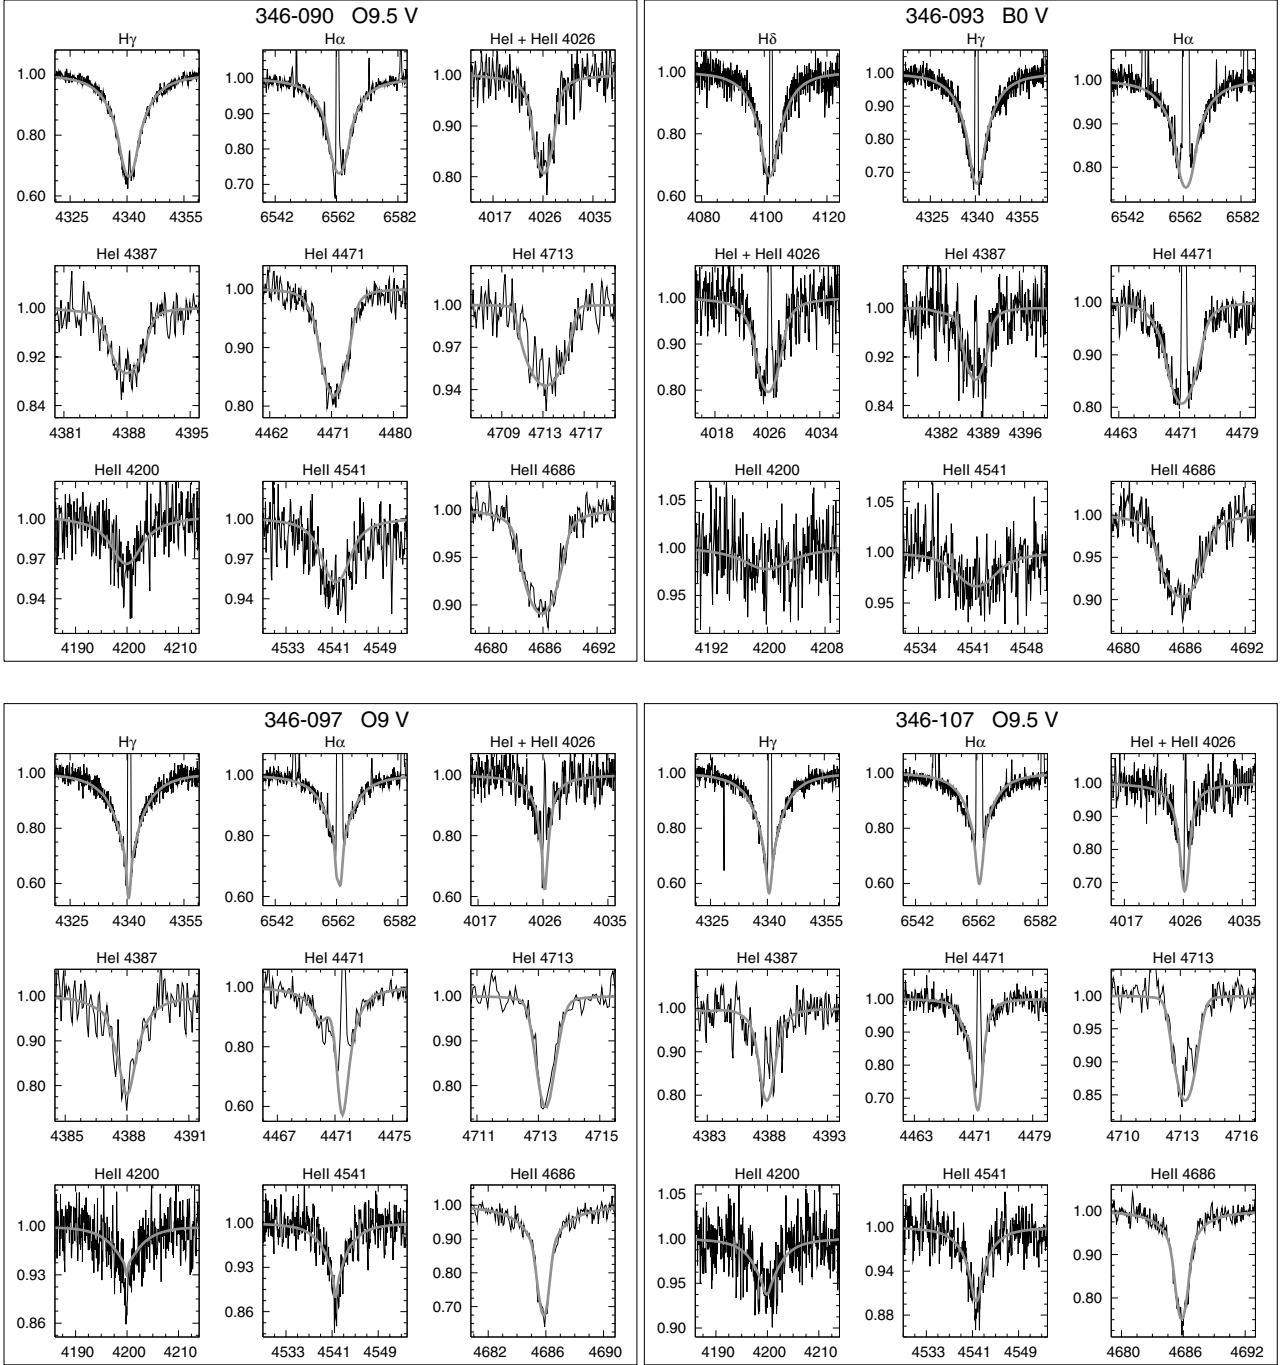 346-090 O9.5 V
Hγ Hα HeI + HeII 4026
1.00 0.80 0.60 4325 4340 4355
1.00 0.90 0.80 0.70 6542 6562 6582
1.00 0.90 0.80 4017 4026 4035
HeI 4387 HeI 4471 HeI 4713
1.00 0.92 0.84 4381 4388 4395
1.00 0.90 0.80 4462 4471 4480
1.00 0.97 0.94 4709 4713 4717
HeII 4200 HeII 4541 HeII 4686
1.00 0.97 0.94 4190 4200 4210
1.00 0.97 0.94 4533 4541 4549
1.00 0.95 0.90 4680 4686 4692
346-093 B0 V
Hδ Hγ Hα
1.00 0.80 0.60 4080 4100 4120
1.00 0.90 0.80 0.70 4325 4340 4355
1.00 0.90 0.80 6542 6562 6582
HeI + HeII 4026 HeI 4387 HeI 4471
1.00 0.90 0.80 4018 4026 4034
1.00 0.92 0.84 4382 4389 4396
1.00 0.90 0.80 4463 4471 4479
HeII 4200 HeII 4541 HeII 4686
1.05 1.00 0.95 4192 4200 4208
1.05 1.00 0.95 4534 4541 4548
1.00 0.95 0.90 4680 4686 4692
346-097 O9 V
Hγ Hα HeI + HeII 4026
1.00 0.80 0.60 4325 4340 4355
1.00 0.80 0.60 6542 6562 6582
1.00 0.80 0.60 4017 4026 4035
HeI 4387 HeI 4471 HeI 4713
1.00 0.90 0.80 4385 4388 4391
1.00 0.80 0.60 4467 4471 4475
1.00 0.90 0.80 4711 4713 4715
HeII 4200 HeII 4541 HeII 4686
1.00 0.93 0.86 4190 4200 4210
1.00 0.93 0.86 4533 4541 4549
1.00 0.90 0.80 0.70 4682 4686 4690
346-107 O9.5 V
Hγ Hα HeI + HeII 4026
1.00 0.80 0.60 4325 4340 4355
1.00 0.80 0.60 6542 6562 6582
1.00 0.90 0.80 0.70 4017 4026 4035
HeI 4387 HeI 4471 HeI 4713
1.00 0.90 0.80 4383 4388 4393
1.00 0.90 0.80 0.70 4463 4471 4479
1.00 0.95 0.90 0.85 4710 4713 4716
HeII 4200 HeII 4541 HeII 4686
1.05 1.00 0.95 0.90 4190 4200 4210
1.00 0.94 0.88 4533 4541 4549
1.00 0.90 0.80 4680 4686 4692